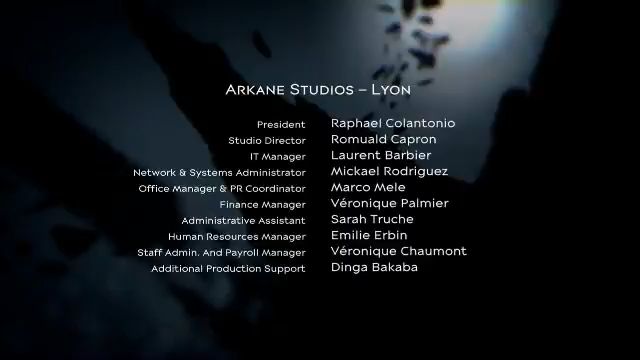 ARKANE STUDIOS – LYON
President Raphael Colantonio
Studio Director Romuald Capron
IT Manager Laurent Barbier
Network & Systems Administrator Mickael Rodriguez
Office Manager & PR Coordinator Marco Mele
Finance Manager Véronique Palmier
Administrative Assistant Sarah Truche
Human Resources Manager Emilie Erbin
Staff Admin. And Payroll Manager Véronique Chaumont
Additional Production Support Dinga Bakaba